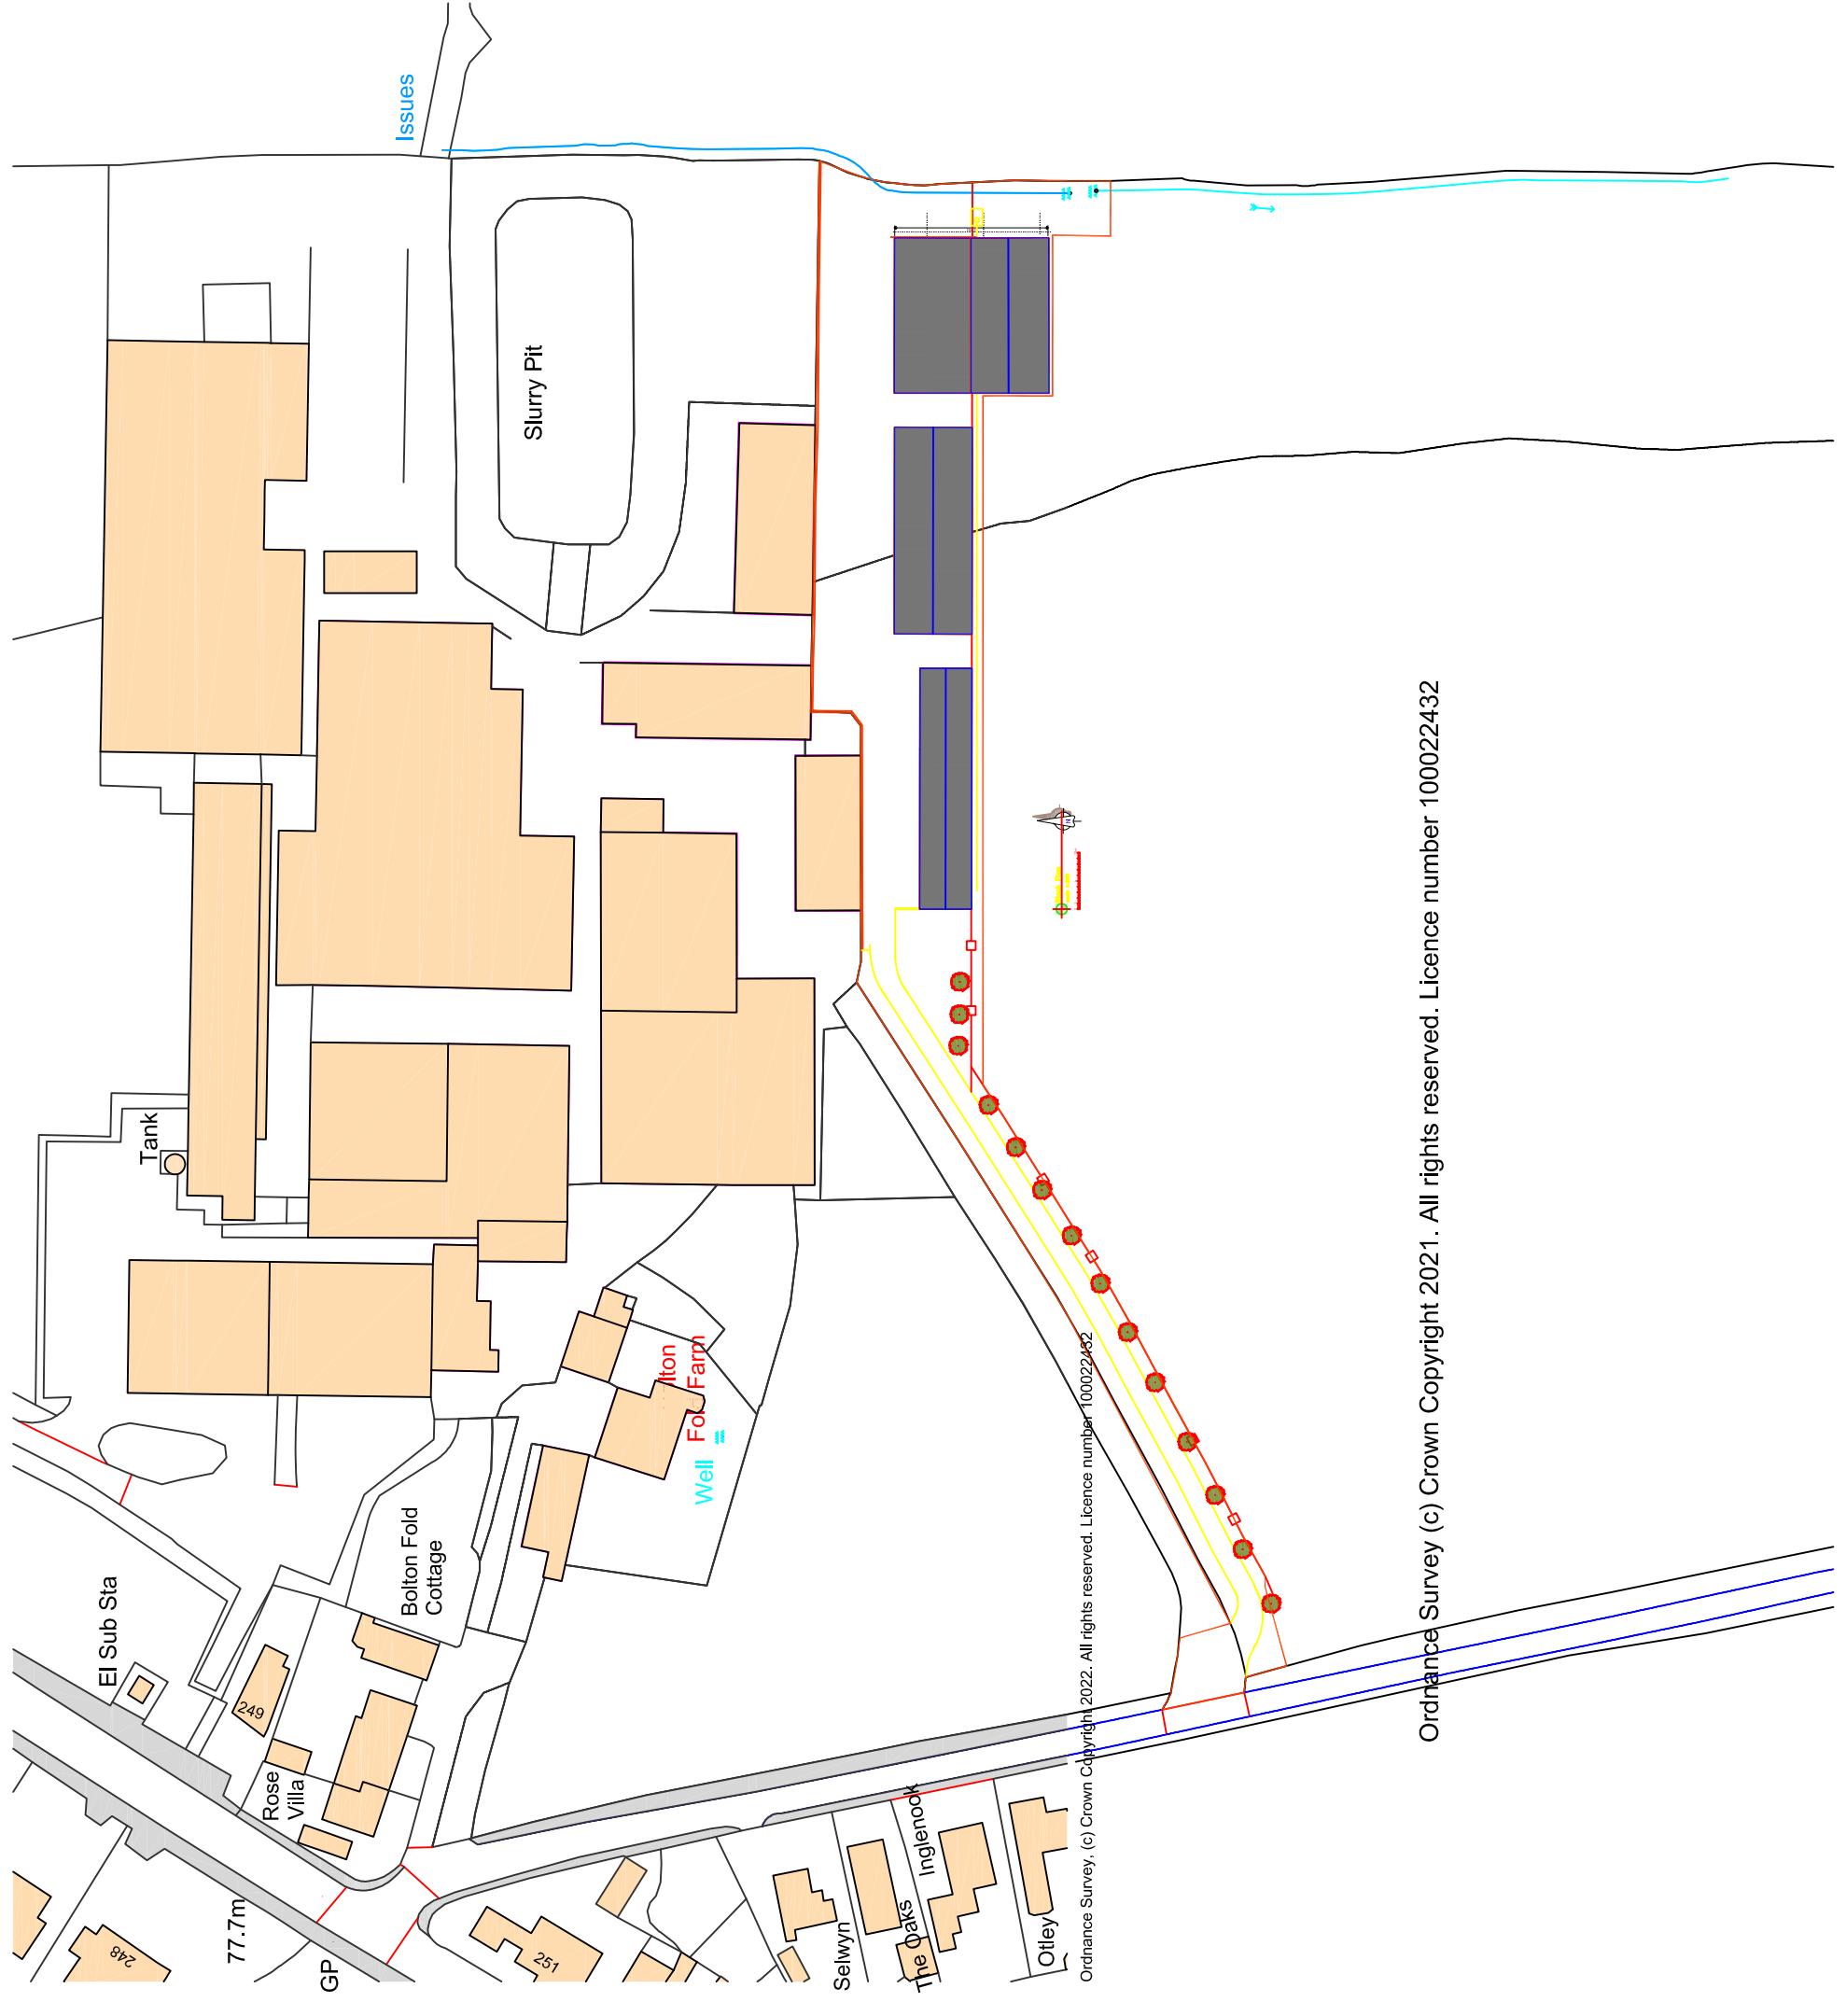 Issues
Slurry Pit
Tank
El Sub Sta
249
Bolton Fold
Cottage
Well
Farm
Rose
Villa
77.7m
GP
248
251
Selwyn
The Oaks
Inglenook
Otley
Ordnance Survey, (c) Crown Copyright 2022. All rights reserved. Licence number 100022432
Ordnance Survey (c) Crown Copyright 2021. All rights reserved. Licence number 100022432
N